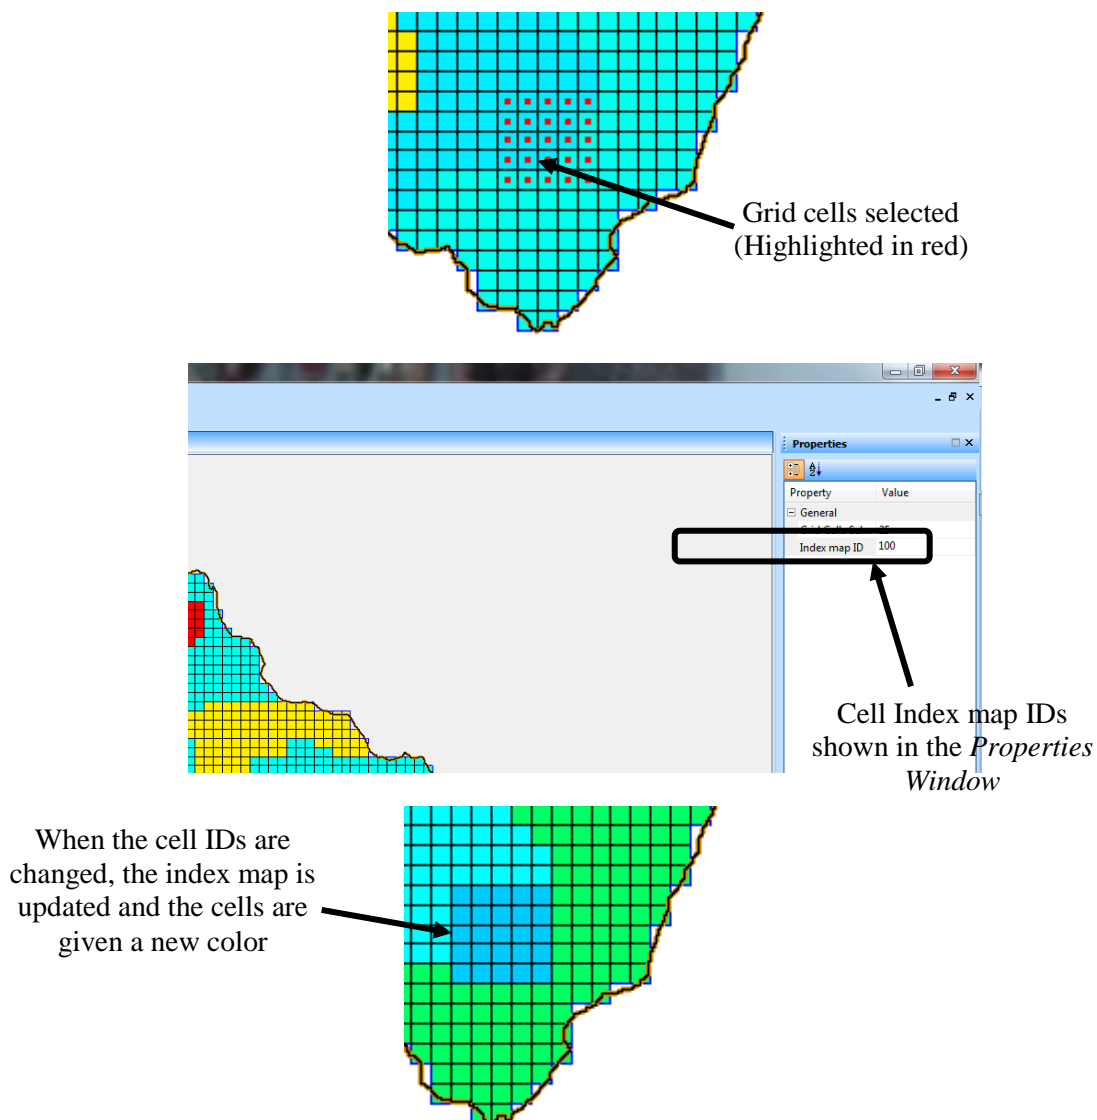 Grid cells selected
(Highlighted in red)
Properties
Property Value
General
Index map ID 100
Cell Index map IDs
shown in the Properties
Window
When the cell IDs are
changed, the index map is
updated and the cells are
given a new color